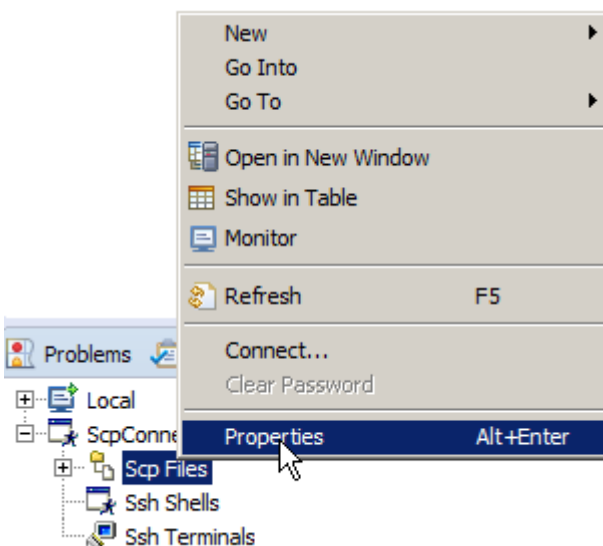 New
Go Into
Go To
Open in New Window
Show in Table
Monitor
Refresh F5
Connect...
Clear Password
Properties Alt+Enter
Problems
Local
ScpConne
Scp Files
Ssh Shells
Ssh Terminals